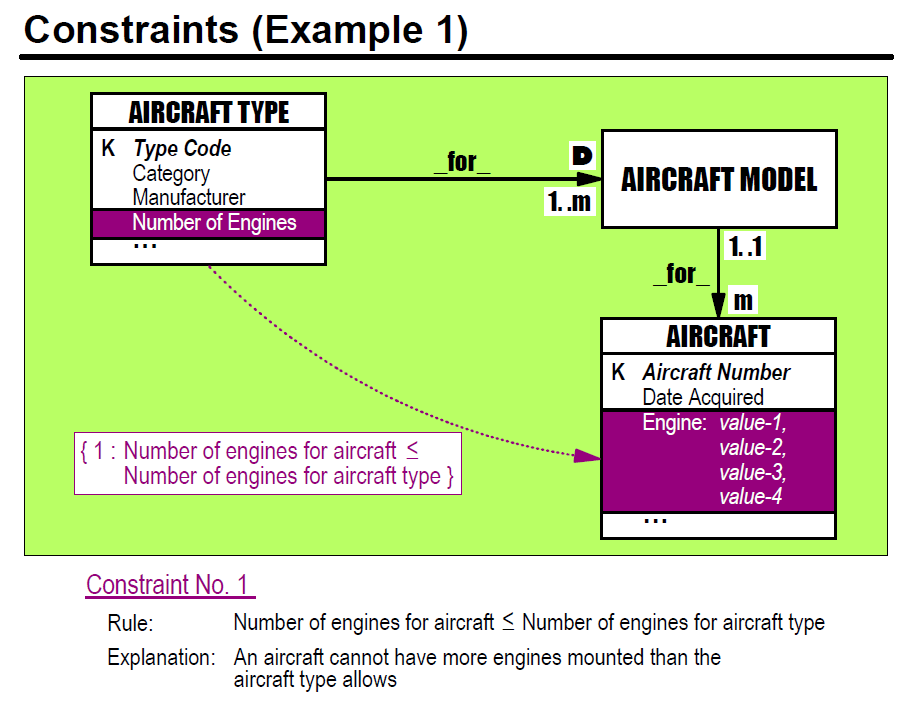 Constraints (Example 1)
AIRCRAFT TYPE
K Type Code
Category
Manufacturer
Number of Engines
...
_for_
D
1. .m
AIRCRAFT MODEL
1. .1
_for_
m
AIRCRAFT
K Aircraft Number
Date Acquired
Engine: value-1,
value-2,
value-3,
value-4
...
{ 1 : Number of engines for aircraft ≤
Number of engines for aircraft type }
Constraint No. 1
Rule: Number of engines for aircraft ≤ Number of engines for aircraft type
Explanation: An aircraft cannot have more engines mounted than the
aircraft type allows